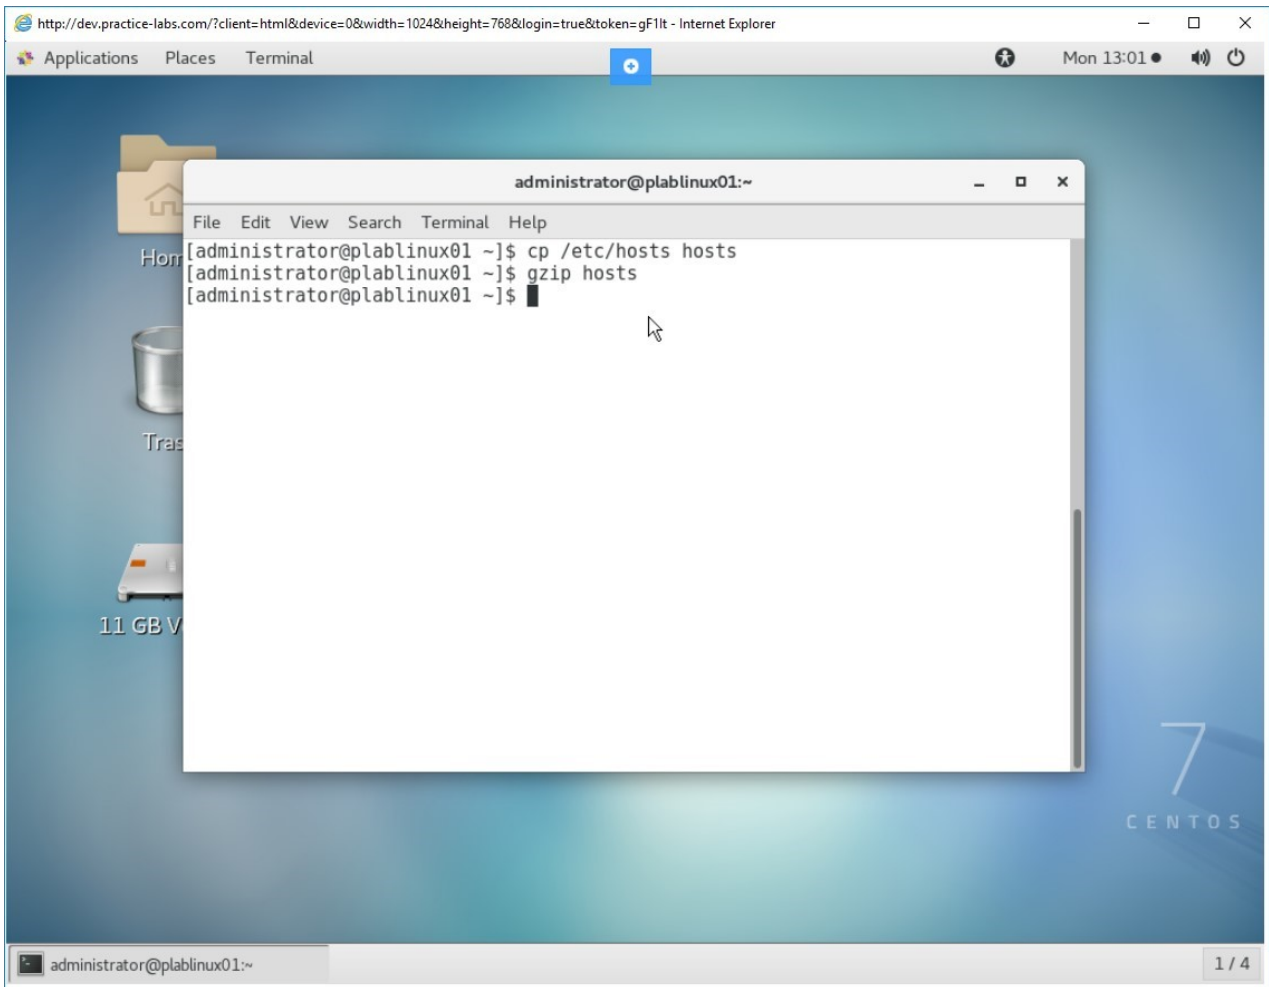 http://dev.practice-labs.com/?client=html&device=0&width=1024&height=768&login=true&token=gF1lt - Internet Explorer
Applications Places Terminal Mon 13:01
administrator@plablinux01:~
File Edit View Search Terminal Help
[administrator@plablinux01 ~]$ cp /etc/hosts hosts
[administrator@plablinux01 ~]$ gzip hosts
[administrator@plablinux01 ~]$
11 GB
7
CENTOS
administrator@plablinux01:~
1 / 4